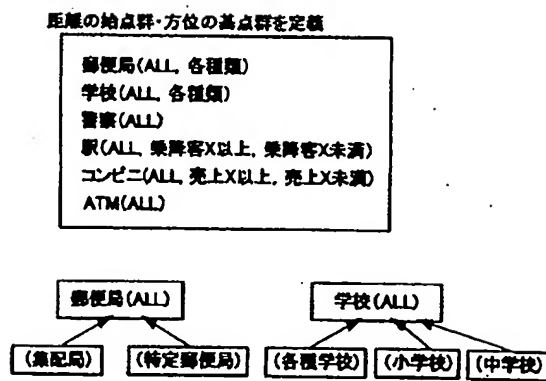 距離の始点群・方位の基点群を定義
郵便局(ALL, 各種類)
学校(ALL, 各種類)
警察(ALL)
駅(ALL, 乗降客X以上, 乗降客X未満)
コンビニ(ALL, 売上X以上, 売上X未満)
ATM(ALL)
郵便局(ALL)
学校(ALL)
(集配局)
(特定郵便局)
(各種学校)
(小学校)
(中学校)